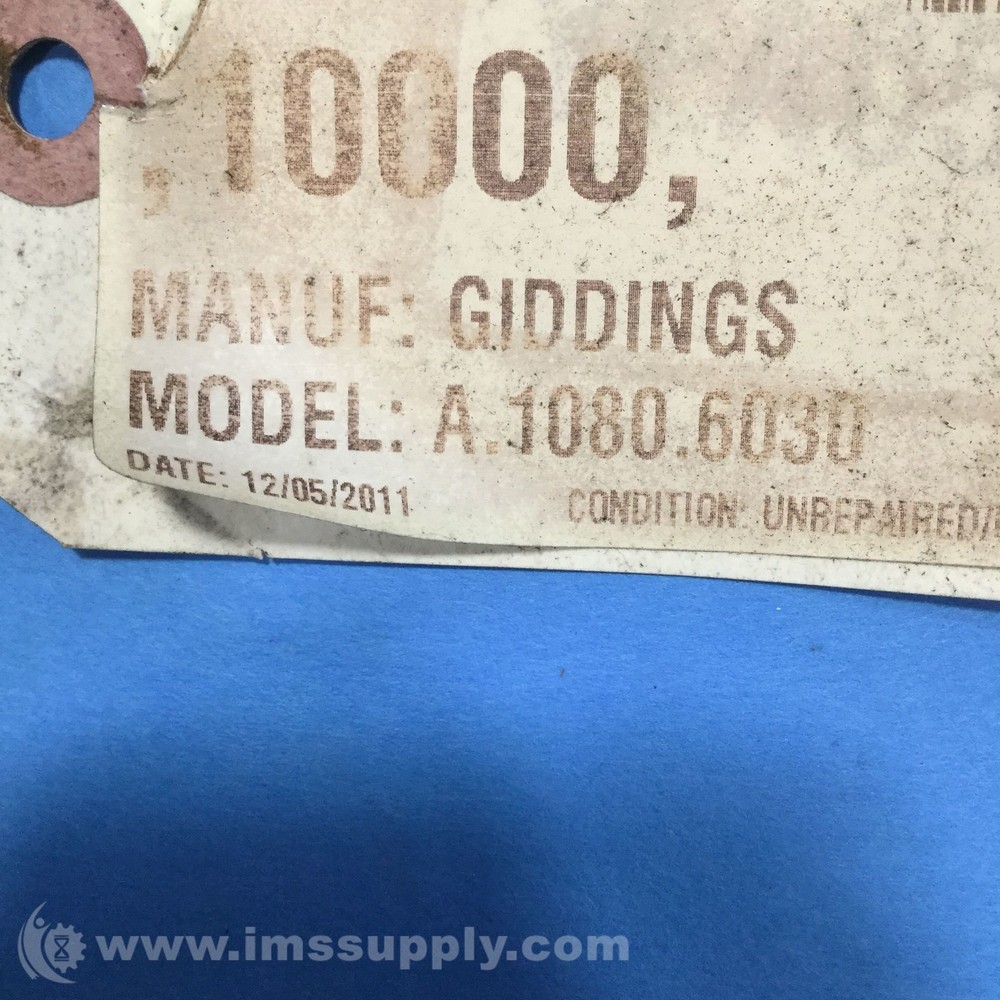 ,10000,
MANUF: GIDDINGS
MODEL: A.1080.6030
DATE: 12/05/2011
CONDITION: UNREPAIRED/
www.imssupply.com